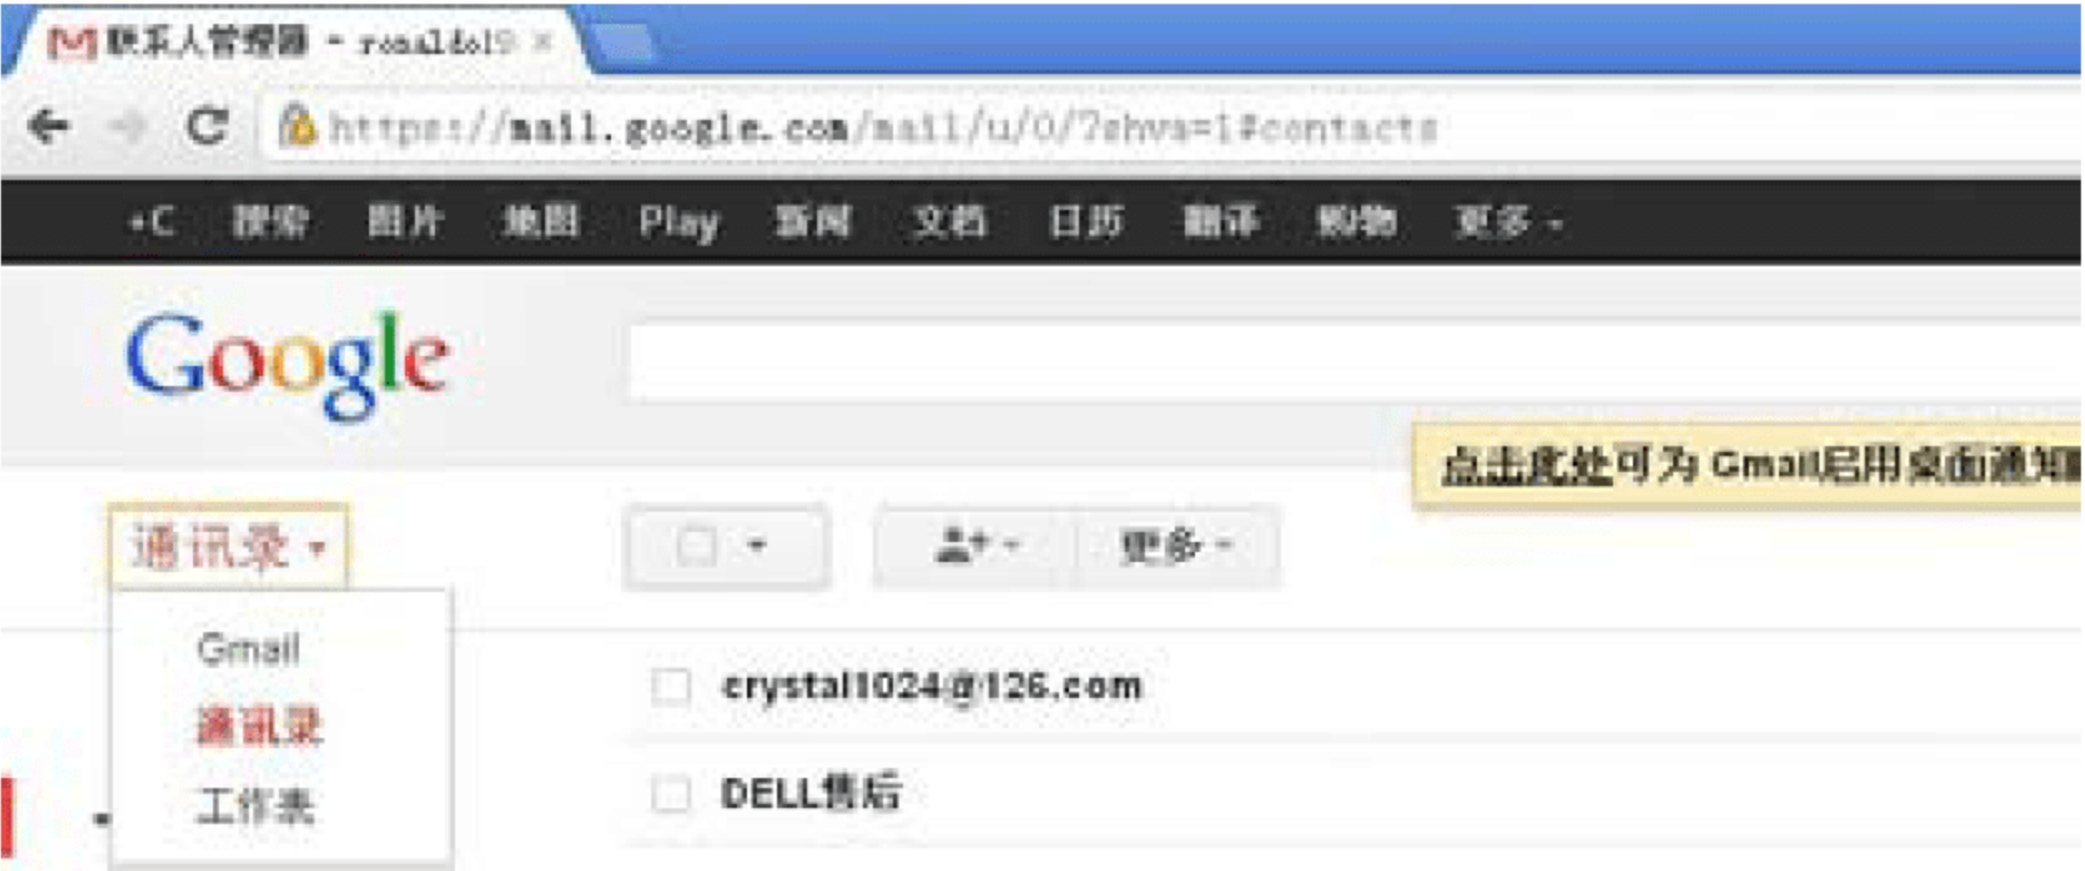 联系人管理器 - ronaldo19
https://mail.google.com/mail/u/0/?shva=1#contacts
+C 搜索 图片 地图 Play 新闻 文档 日历 翻译 购物 更多
Google
点击此处可为 Gmail启用桌面通知
通讯录
更多
Gmail
通讯录
工作表
crystal1024@126.com
DELL售后